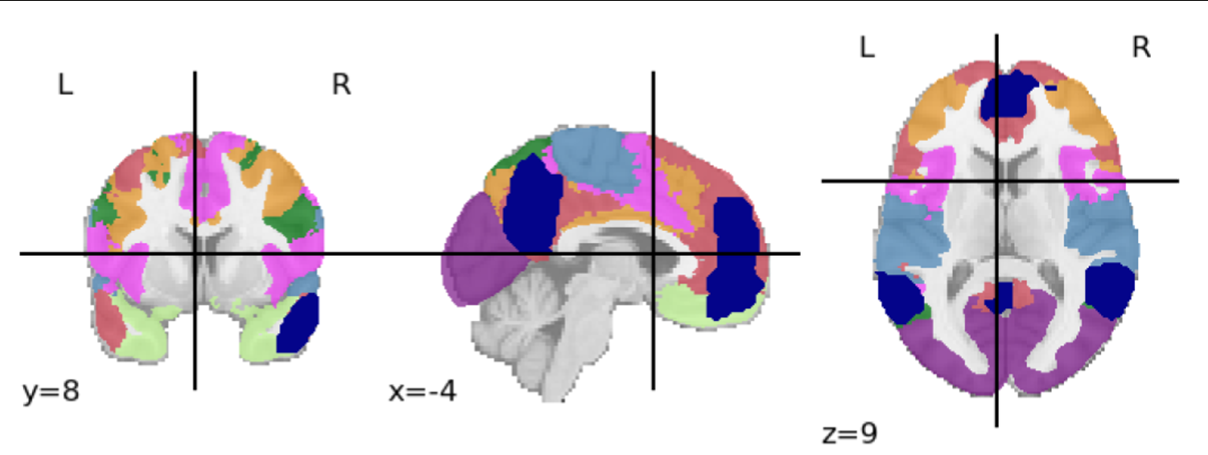 L R
L R
y=8
x=-4
z=9